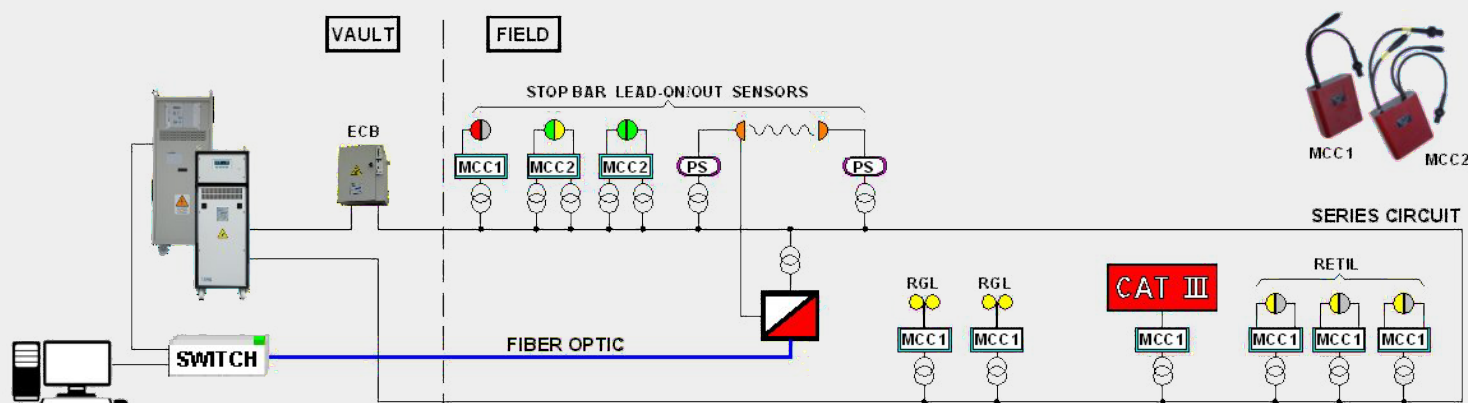 VAULT
FIELD
STOP BAR LEAD-ON/OUT SENSORS
ECB
MCC1
MCC2
MCC2
PS
PS
MCC1
MCC2
SERIES CIRCUIT
RGL
RGL
CAT III
RETIL
MCC1
MCC1
MCC1
MCC1
MCC1
MCC1
SWITCH
FIBER OPTIC